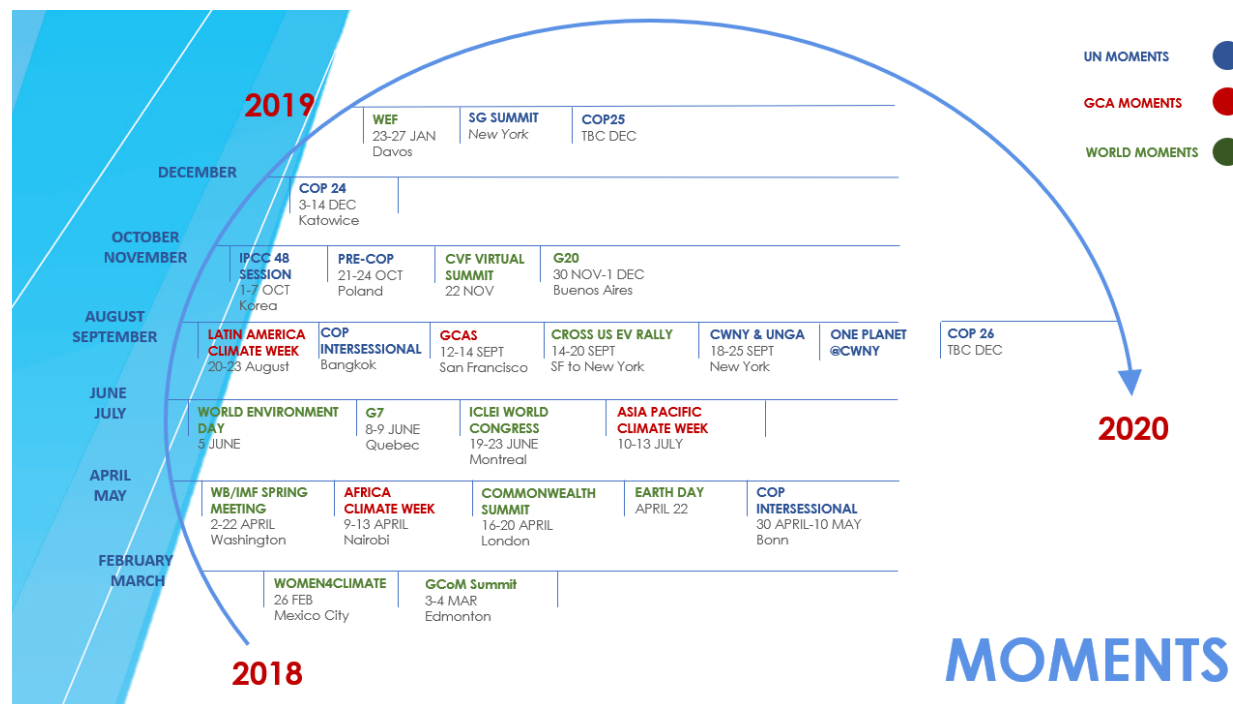 UN MOMENTS
GCA MOMENTS
WORLD MOMENTS
2019
WEF
23-27 JAN
Davos
SG SUMMIT
New York
COP25
TBC DEC
DECEMBER
COP 24
3-14 DEC
Katowice
OCTOBER
NOVEMBER
IPCC 48
SESSION
1-7 OCT
Korea
PRE-COP
21-24 OCT
Poland
CVF VIRTUAL
SUMMIT
22 NOV
G20
30 NOV-1 DEC
Buenos Aires
AUGUST
SEPTEMBER
LATIN AMERICA
CLIMATE WEEK
20-23 August
COP
INTERSESSIONAL
Bangkok
GCAS
12-14 SEPT
San Francisco
CROSS US EV RALLY
14-20 SEPT
SF to New York
CWNY & UNGA
18-25 SEPT
New York
ONE PLANET
@CWNY
COP 26
TBC DEC
JUNE
JULY
WORLD ENVIRONMENT
DAY
5 JUNE
G7
8-9 JUNE
Quebec
ICLEI WORLD
CONGRESS
19-23 JUNE
Montreal
ASIA PACIFIC
CLIMATE WEEK
10-13 JULY
2020
APRIL
MAY
WB/IMF SPRING
MEETING
2-22 APRIL
Washington
AFRICA
CLIMATE WEEK
9-13 APRIL
Nairobi
COMMONWEALTH
SUMMIT
16-20 APRIL
London
EARTH DAY
APRIL 22
COP
INTERSESSIONAL
30 APRIL-10 MAY
Bonn
FEBRUARY
MARCH
WOMEN4CLIMATE
26 FEB
Mexico City
GCoM Summit
3-4 MAR
Edmonton
2018
MOMENTS